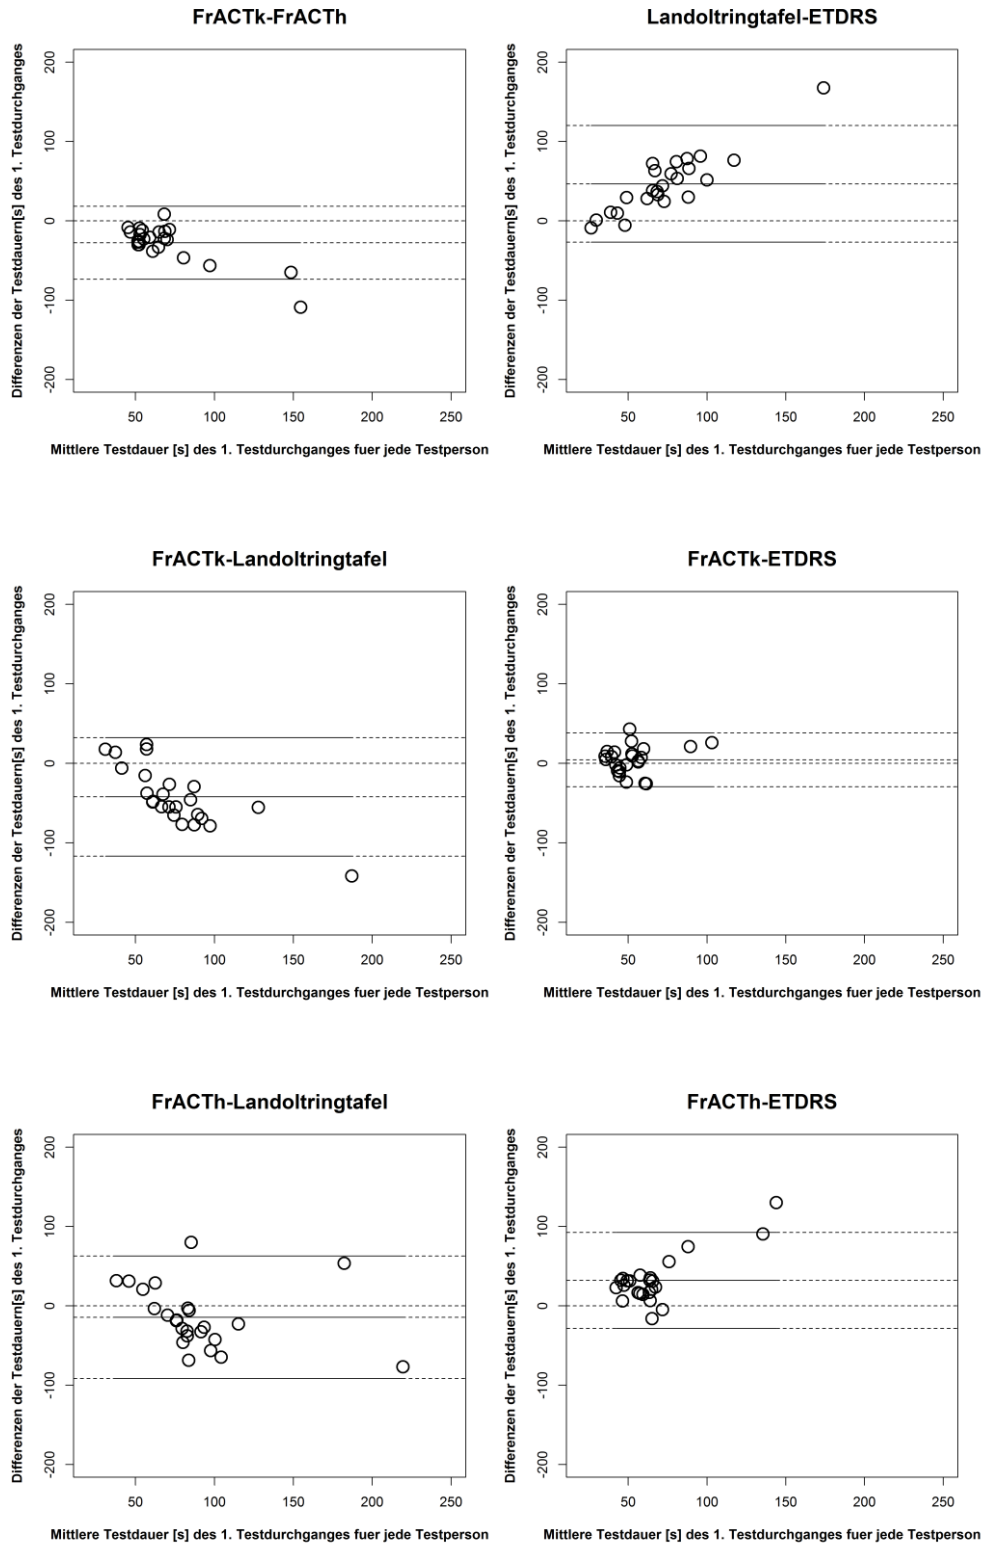 FrACTk-FrACTh
Differenzen der Testdauern[s] des 1. Testdurchganges
200
100
0
-100
-200
50 100 150 200 250
Mittlere Testdauer [s] des 1. Testdurchganges fuer jede Testperson
Landoltringtafel-ETDRS
Differenzen der Testdauern[s] des 1. Testdurchganges
200
100
0
-100
-200
50 100 150 200 250
Mittlere Testdauer [s] des 1. Testdurchganges fuer jede Testperson
FrACTk-Landoltringtafel
Differenzen der Testdauern[s] des 1. Testdurchganges
200
100
0
-100
-200
50 100 150 200 250
Mittlere Testdauer [s] des 1. Testdurchganges fuer jede Testperson
FrACTk-ETDRS
Differenzen der Testdauern[s] des 1. Testdurchganges
200
100
0
-100
-200
50 100 150 200 250
Mittlere Testdauer [s] des 1. Testdurchganges fuer jede Testperson
FrACTh-Landoltringtafel
Differenzen der Testdauern[s] des 1. Testdurchganges
200
100
0
-100
-200
50 100 150 200 250
Mittlere Testdauer [s] des 1. Testdurchganges fuer jede Testperson
FrACTh-ETDRS
Differenzen der Testdauern[s] des 1. Testdurchganges
200
100
0
-100
-200
50 100 150 200 250
Mittlere Testdauer [s] des 1. Testdurchganges fuer jede Testperson